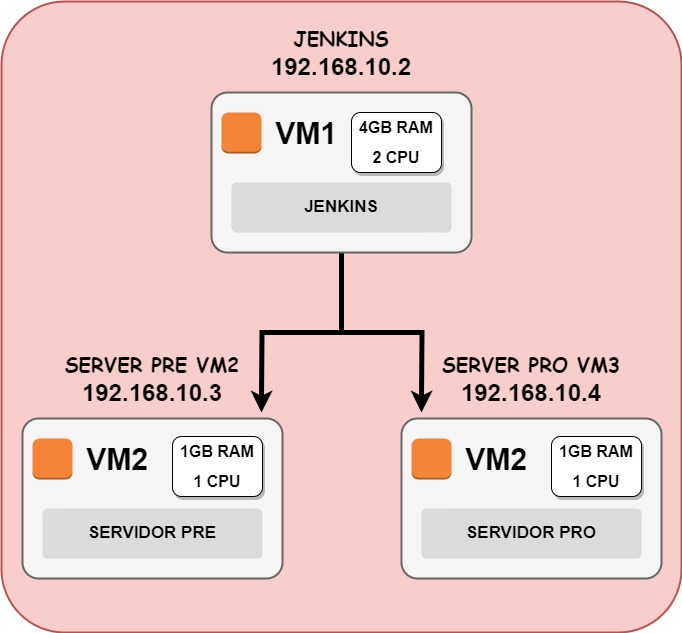 JENKINS
192.168.10.2
VM1
4GB RAM
2 CPU
JENKINS
SERVER PRE VM2
192.168.10.3
VM2
1GB RAM
1 CPU
SERVIDOR PRE
SERVER PRO VM3
192.168.10.4
VM2
1GB RAM
1 CPU
SERVIDOR PRO